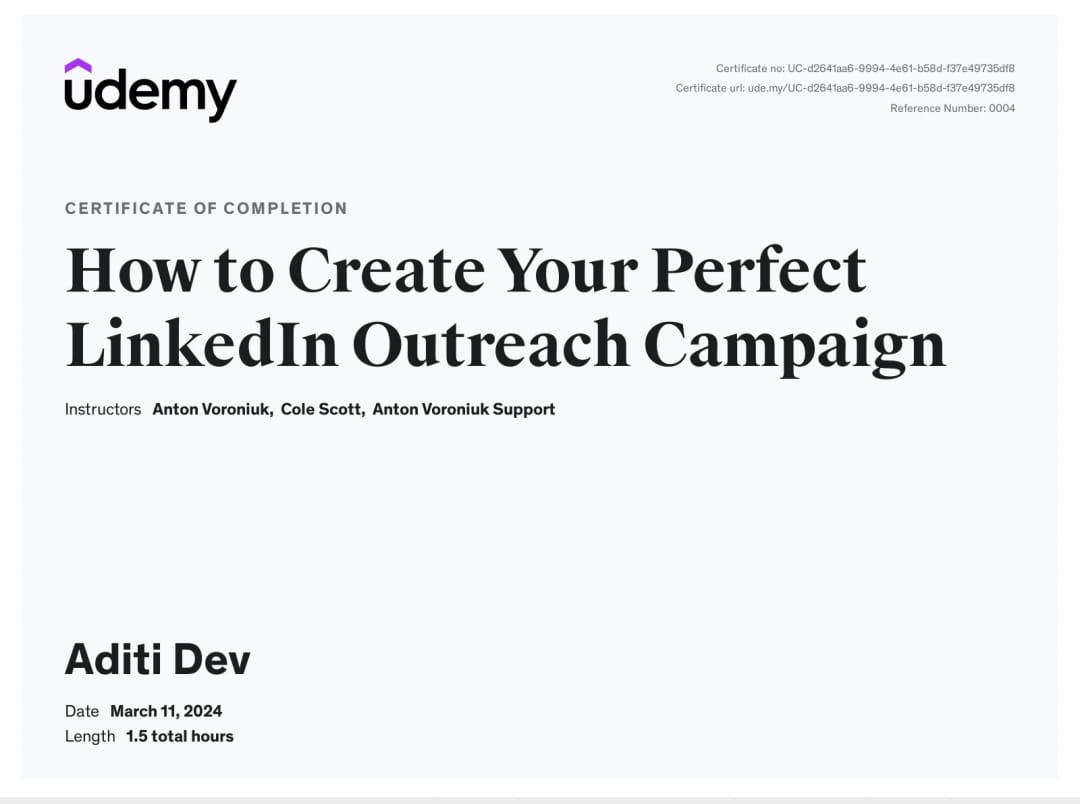 udemy
Certificate no: UC-d2641aa6-9994-4e61-b58d-f37e49735df8
Certificate url: ude.my/UC-d2641aa6-9994-4e61-b58d-f37e49735df8
Reference Number: 0004
CERTIFICATE OF COMPLETION
How to Create Your Perfect
LinkedIn Outreach Campaign
Instructors Anton Voroniuk, Cole Scott, Anton Voroniuk Support
Aditi Dev
Date March 11, 2024
Length 1.5 total hours